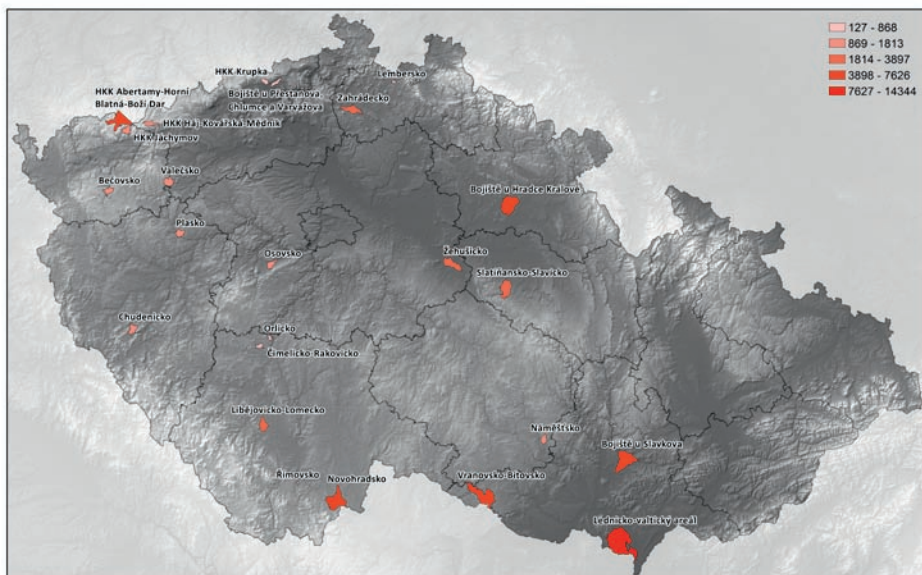 127 - 868
869 - 1813
1814 - 3897
3898 - 7626
7627 - 14344
HKK Krupka
Lembersko
HKK Abertamy-Horní
Blatná-Boží Dar
Bojiště u Přestanova,
Chlumce a Varvažova
Zahrádecko
HKK Háj-Kovářská-Mědník
HKK Jáchymov
Valečsko
Bečovsko
Bojiště u Hradce Králové
Plasko
Osovsko
Žehušicko
Slatiňansko-Slavicko
Chudenicko
Orlicko
Čimelicko-Rakovicko
Libějovicko-Lomecko
Náměšťsko
Bojiště u Slavkova
Římovsko
Novohradsko
Vranovsko-Bítovsko
Lednicko-valtický areál